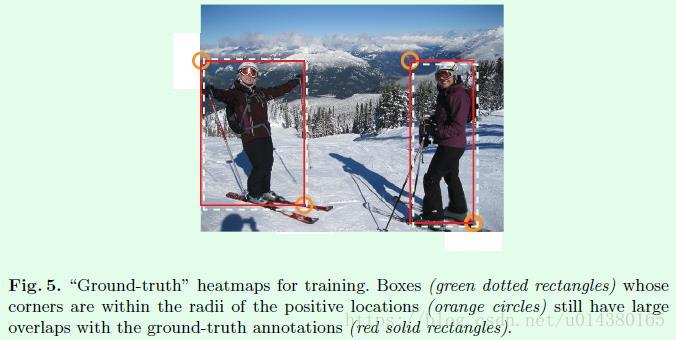 Fig. 5. “Ground-truth” heatmaps for training. Boxes (green dotted rectangles) whose
corners are within the radii of the positive locations (orange circles) still have large
overlaps with the ground-truth annotations (red solid rectangles).
https://blog.csdn.net/u014380165